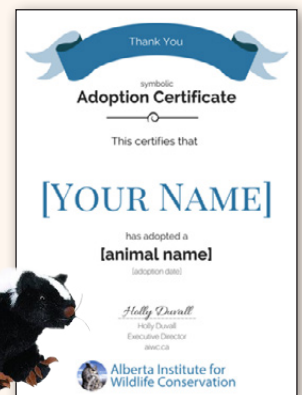 Thank You
symbolic
Adoption Certificate
This certifies that
[YOUR NAME]
has adopted a
[animal name]
[adoption date]
Holly Duvall
Holly Duvall
Executive Director
aiwc.ca
Alberta Institute for
Wildlife Conservation